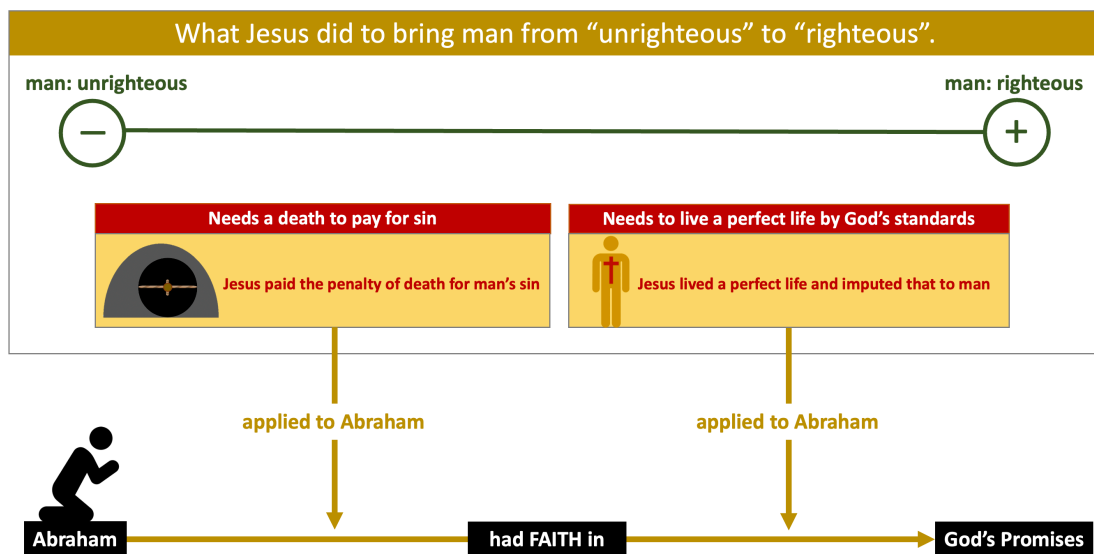 What Jesus did to bring man from “unrighteous” to “righteous”.
man: unrighteous
man: righteous
Needs a death to pay for sin
Jesus paid the penalty of death for man’s sin
Needs to live a perfect life by God’s standards
Jesus lived a perfect life and imputed that to man
applied to Abraham
applied to Abraham
Abraham
had FAITH in
God’s Promises